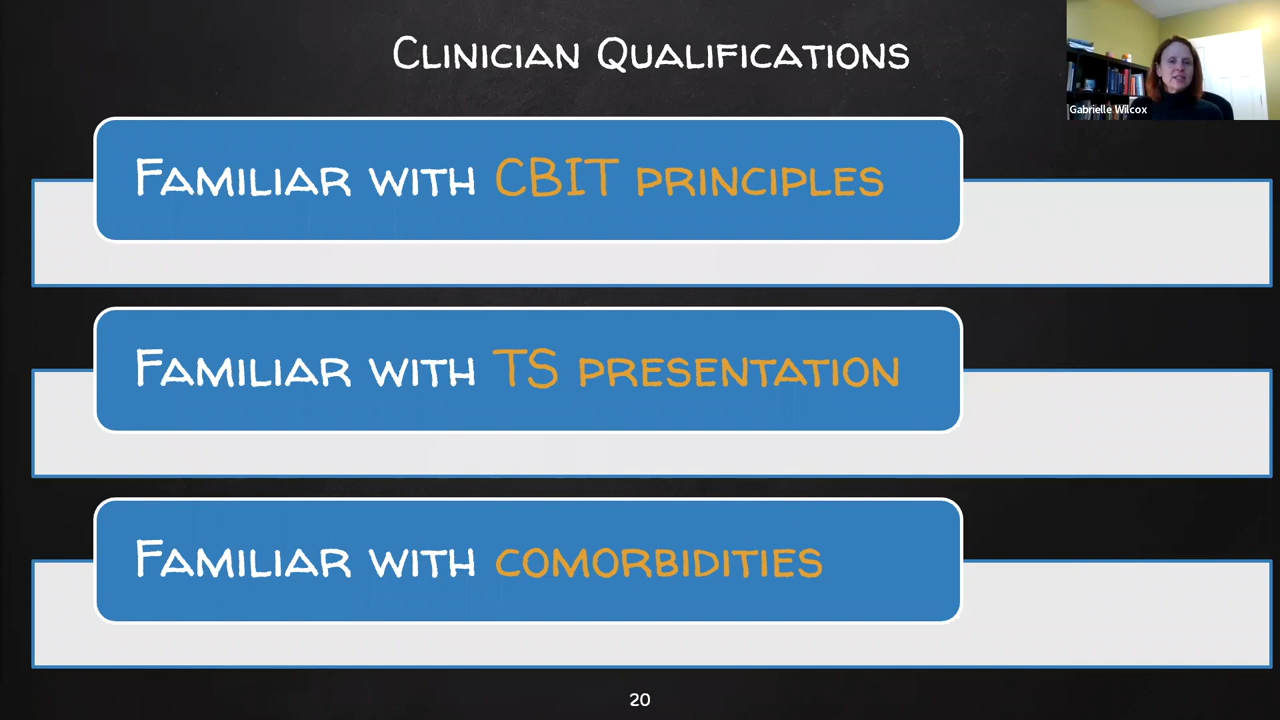 Clinician Qualifications
Gabrielle Wilcox
Familiar with CBIT principles
Familiar with TS presentation
Familiar with comorbidities
20